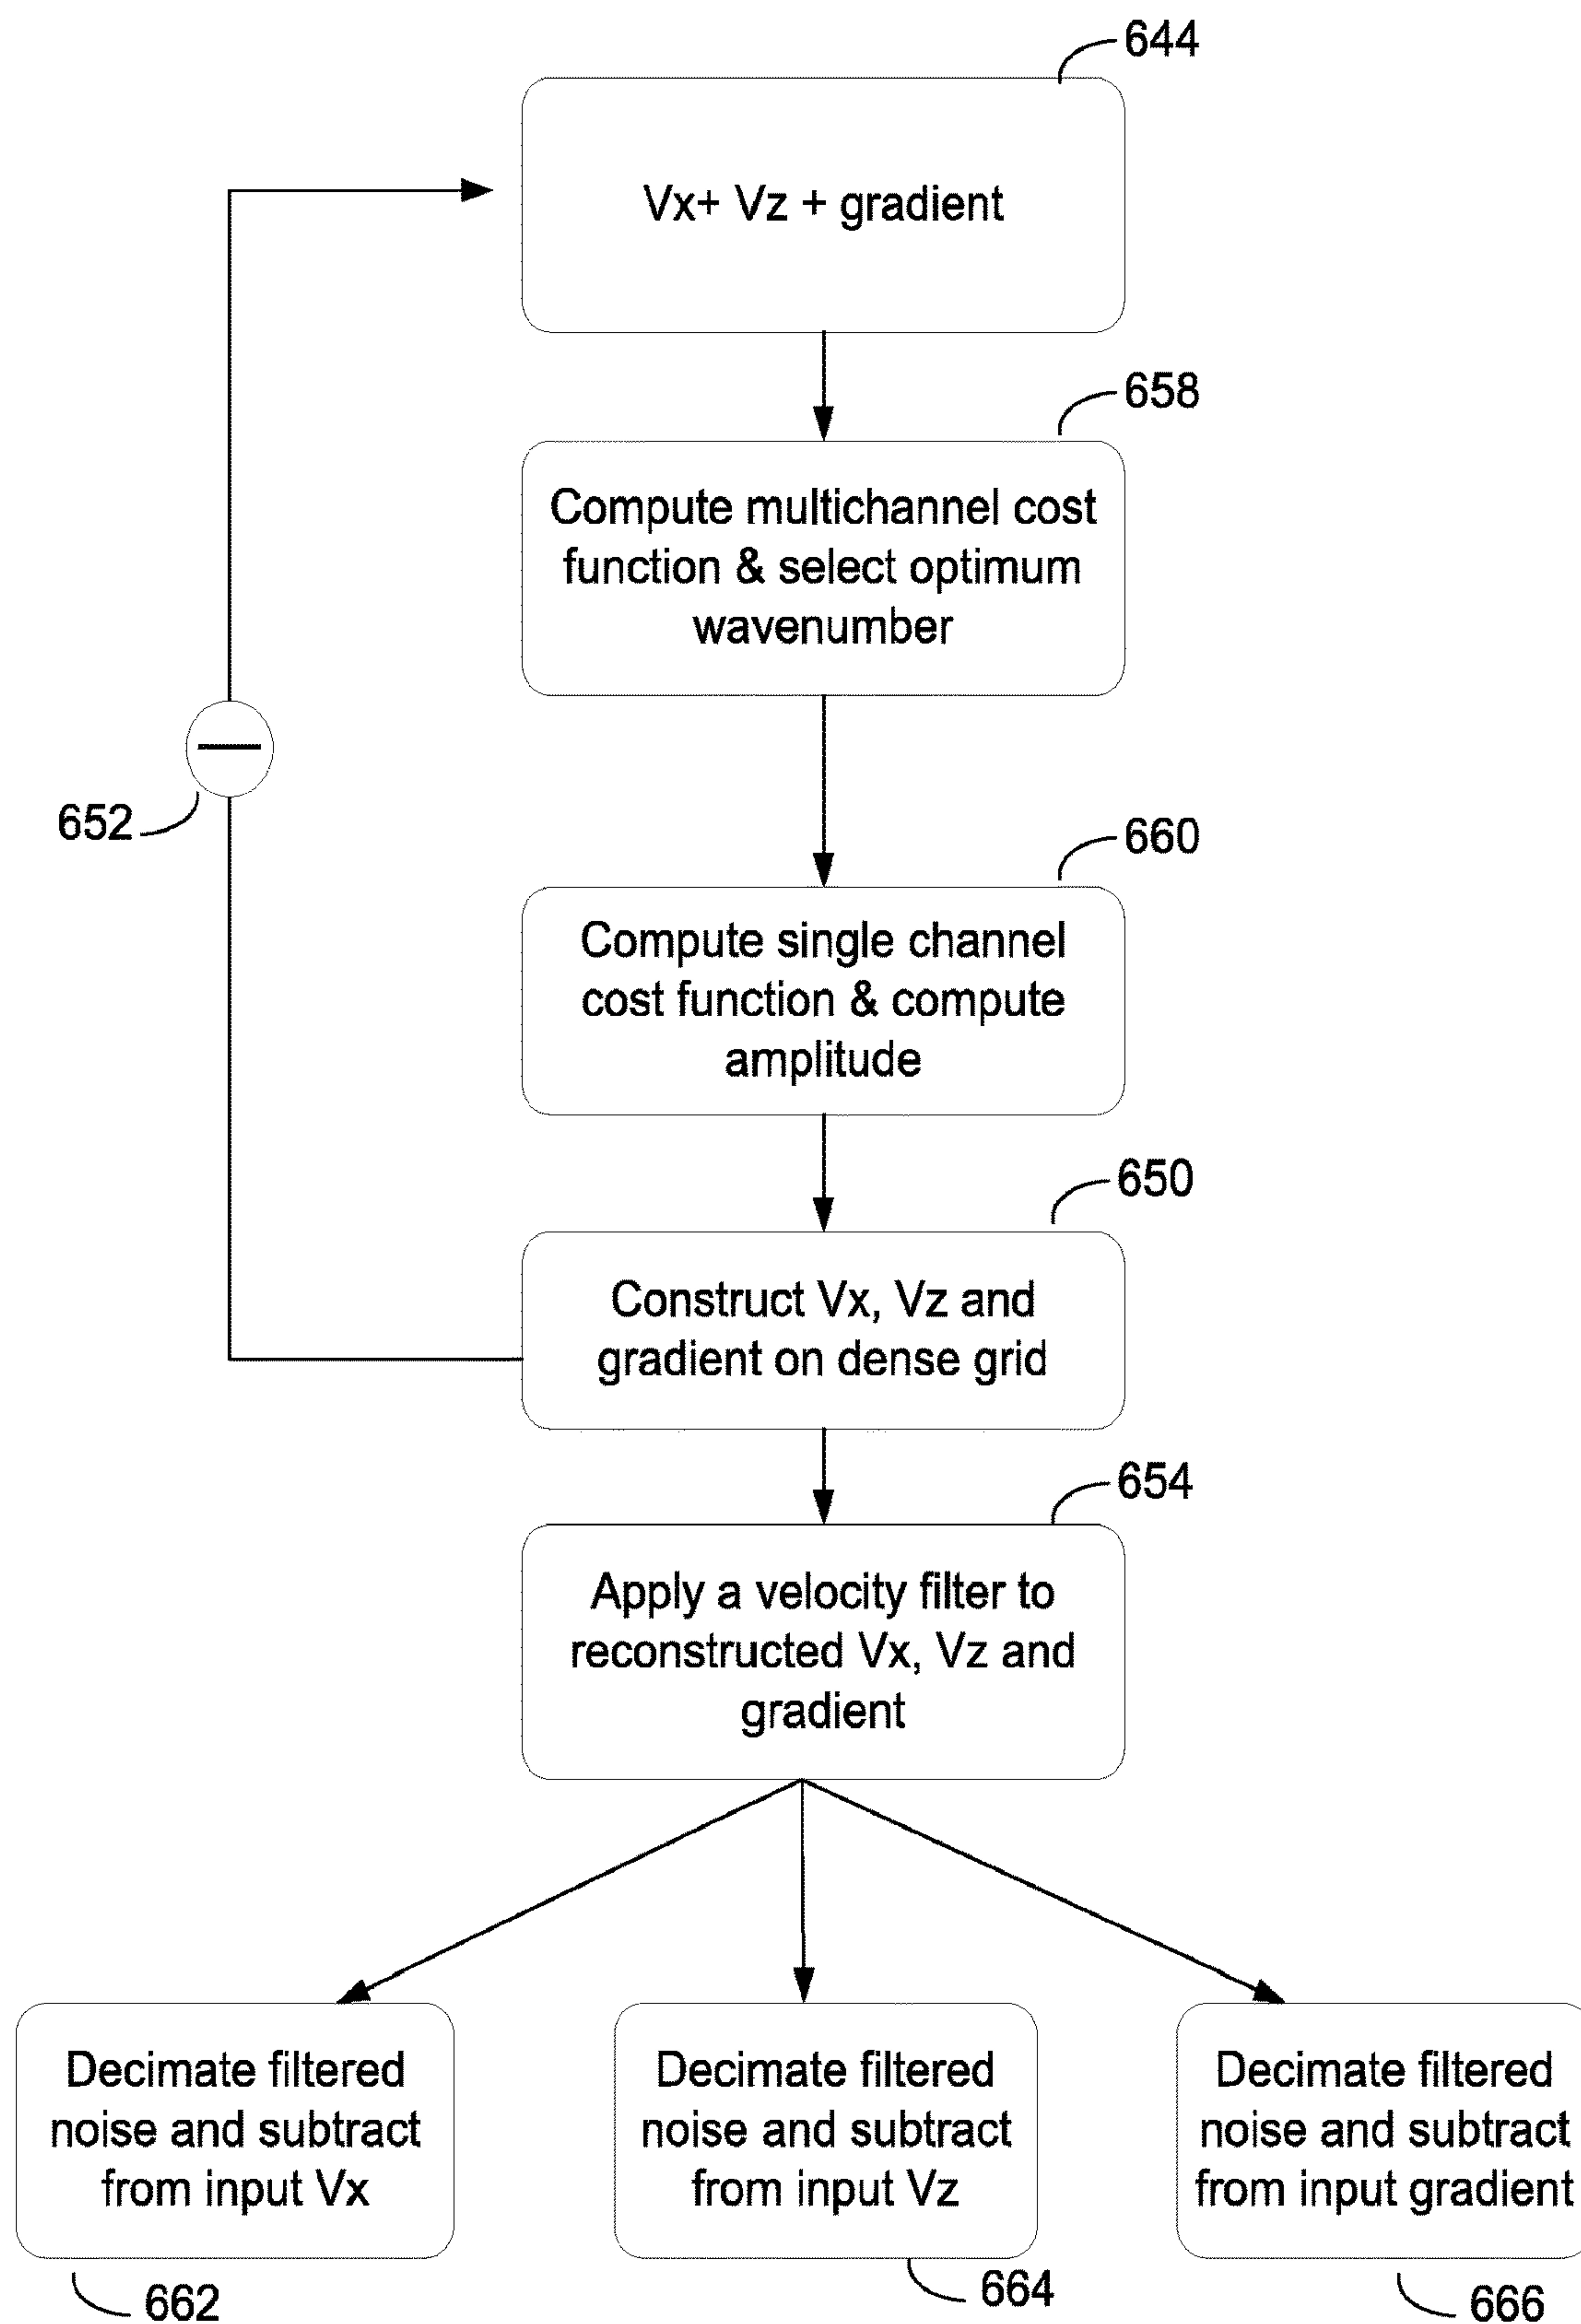 644
Vx+ Vz + gradient
658
Compute multichannel cost
function & select optimum
wavenumber
652
660
Compute single channel
cost function & compute
amplitude
650
Construct Vx, Vz and
gradient on dense grid
654
Apply a velocity filter to
reconstructed Vx, Vz and
gradient
Decimate filtered
noise and subtract
from input Vx
662
Decimate filtered
noise and subtract
from input Vz
664
Decimate filtered
noise and subtract
from input gradient
666